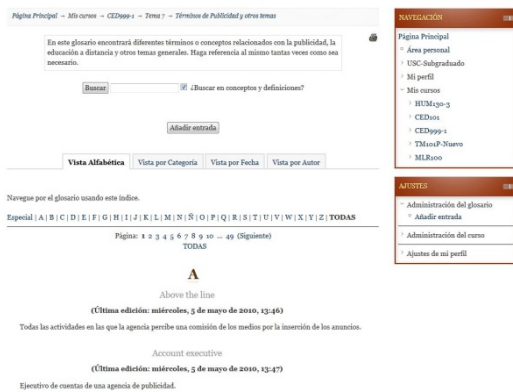 Página Principal → Mis cursos → CED999-1 → Tema 7 → Términos de Publicidad y otros temas
En este glosario encontrará diferentes términos o conceptos relacionados con la publicidad, la
educación a distancia y otros temas generales. Haga referencia al mismo tantas veces como sea
necesario.
Buscar ¿Buscar en conceptos y definiciones?
Añadir entrada
Vista Alfabética Vista por Categoría Vista por Fecha Vista por Autor
Navegue por el glosario usando este índice.
Especial | A | B | C | D | E | F | G | H | I | J | K | L | M | N | Ñ | O | P | Q | R | S | T | U | V | W | X | Y | Z | TODAS
Página: 1 2 3 4 5 6 7 8 9 10 ... 49 (Siguiente)
TODAS
A
Above the line
(Última edición: miércoles, 5 de mayo de 2010, 13:46)
Todas las actividades en las que la agencia percibe una comisión de los medios por la inserción de los anuncios.
Account executive
(Última edición: miércoles, 5 de mayo de 2010, 13:47)
Ejecutivo de cuentas de una agencia de publicidad.
NAVEGACIÓN
Página Principal
Área personal
USC-Subgraduado
Mi perfil
Mis cursos
HUM130-3
CED101
CED999-1
TM101P-Nuevo
MLR100
AJUSTES
Administración del glosario
Añadir entrada
Administración del curso
Ajustes de mi perfil